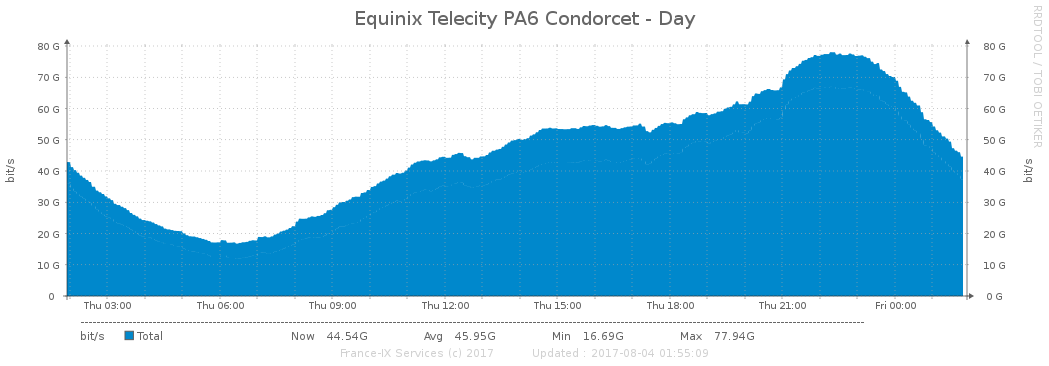 Equinix Telecity PA6 Condorcet - Day
RRDTOOL / TOBI OETIKER
80 G 80 G
70 G 70 G
60 G 60 G
50 G 50 G
40 G 40 G
30 G 30 G
20 G 20 G
10 G 10 G
0 0 G
bit/s bit/s
Thu 03:00 Thu 06:00 Thu 09:00 Thu 12:00 Thu 15:00 Thu 18:00 Thu 21:00 Fri 00:00
bit/s Total Now 44.54G Avg 45.95G Min 16.69G Max 77.94G
France-IX Services (c) 2017 Updated : 2017-08-04 01:55:09